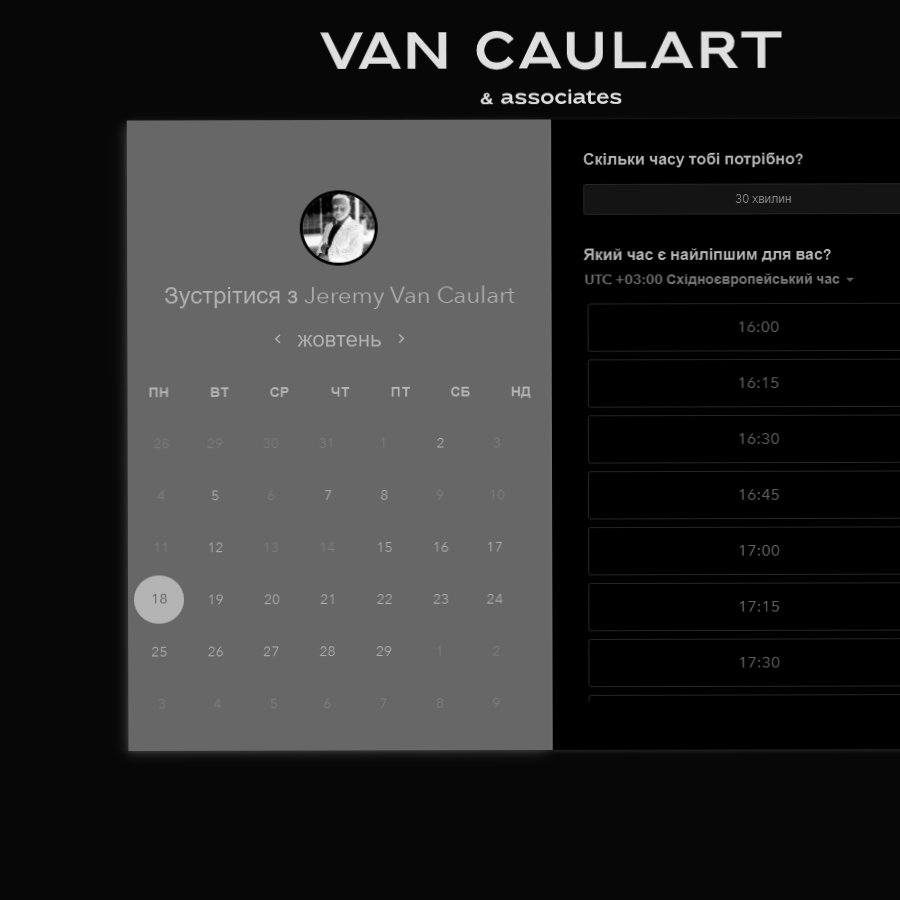 VAN CAULART
& associates
Зустрітися з Jeremy Van Caulart
жовтень
ПН ВТ СР ЧТ ПТ СБ НД
28 29 30 31 1 2 3
4 5 6 7 8 9 10
11 12 13 14 15 16 17
18 19 20 21 22 23 24
25 26 27 28 29 1 2
3 4 5 6 7 8 9
Скільки часу тобі потрібно?
30 хвилин
Який час є найліпшим для вас?
UTC +03:00 Східноєвропейський час
16:00
16:15
16:30
16:45
17:00
17:15
17:30